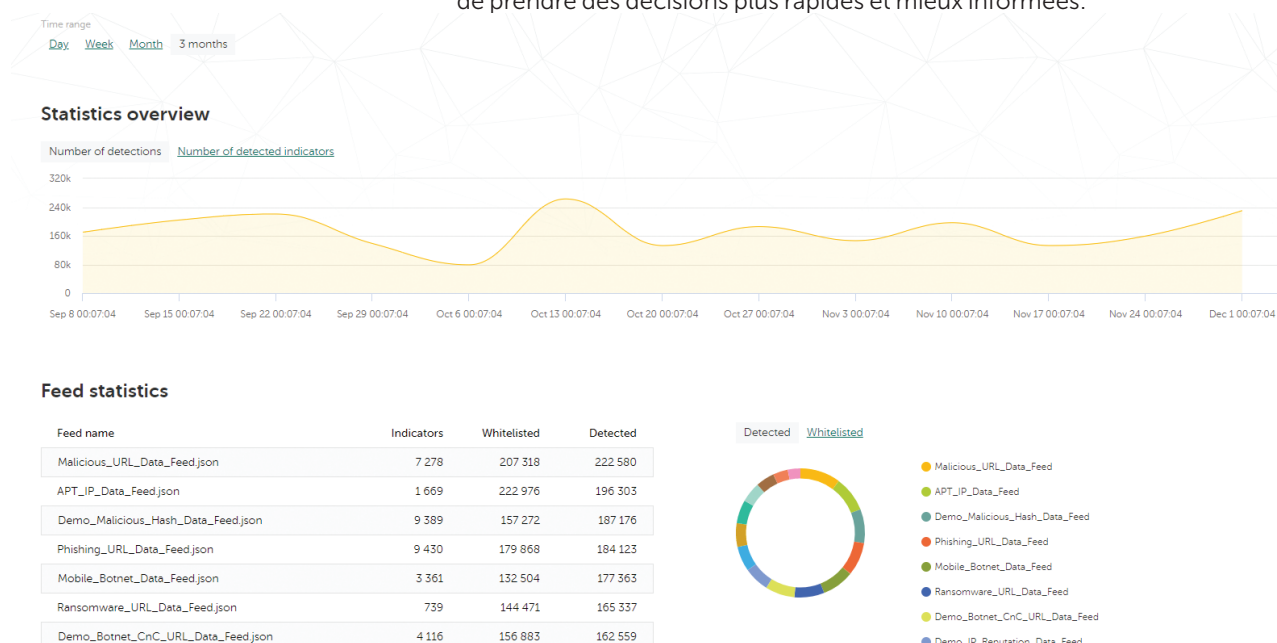 de prendre des décisions plus rapides et mieux informées.
Time range
Day Week Month 3 months
Statistics overview
Number of detections Number of detected indicators
320k
240k
160k
80k
0
Sep 8 00:07:04 Sep 15 00:07:04 Sep 22 00:07:04 Sep 29 00:07:04 Oct 6 00:07:04 Oct 13 00:07:04 Oct 20 00:07:04 Oct 27 00:07:04 Nov 3 00:07:04 Nov 10 00:07:04 Nov 17 00:07:04 Nov 24 00:07:04 Dec 1 00:07:04
Feed statistics
Feed name Indicators Whitelisted Detected
Malicious_URL_Data_Feed.json 7 278 207 318 222 580
APT_IP_Data_Feed.json 1 669 222 976 196 303
Demo_Malicious_Hash_Data_Feed.json 9 389 157 272 187 176
Phishing_URL_Data_Feed.json 9 430 179 868 184 123
Mobile_Botnet_Data_Feed.json 3 361 132 504 177 363
Ransomware_URL_Data_Feed.json 739 144 471 165 337
Demo_Botnet_CnC_URL_Data_Feed.json 4 116 156 883 162 559
Detected Whitelisted
Malicious_URL_Data_Feed
APT_IP_Data_Feed
Demo_Malicious_Hash_Data_Feed
Phishing_URL_Data_Feed
Mobile_Botnet_Data_Feed
Ransomware_URL_Data_Feed
Demo_Botnet_CnC_URL_Data_Feed
Demo_IP_Reputation_Data_Feed